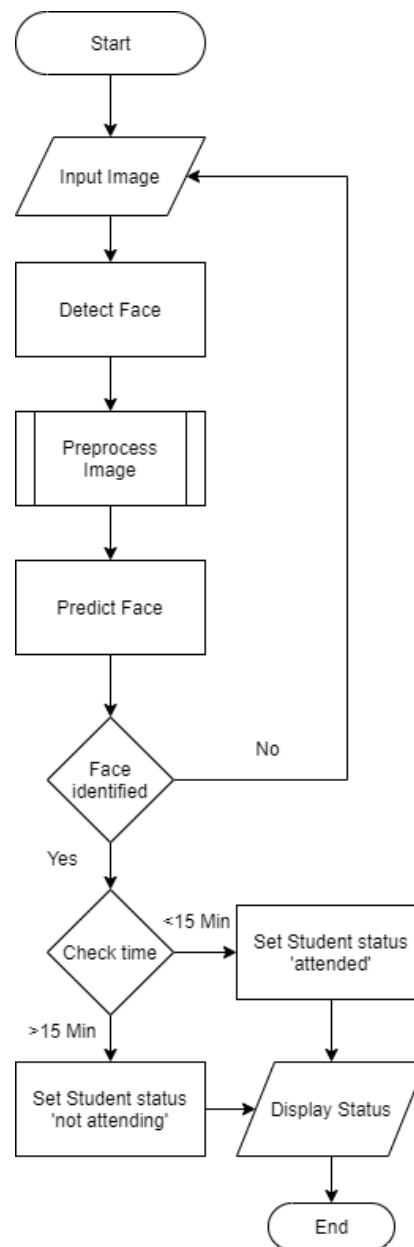 Start
Input Image
Detect Face
Preprocess
Image
Predict Face
Face
identified
No
Yes
Check time
<15 Min
Set Student status
'attended'
>15 Min
Set Student status
'not attending'
Display Status
End